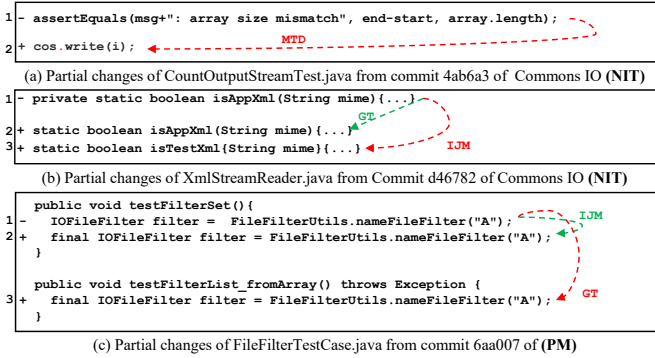 1 - assertEquals(msg+": array size mismatch", end-start, array.length);
MTD
2 + cos.write(i);
(a) Partial changes of CountOutputStreamTest.java from commit 4ab6a3 of Commons IO (NIT)
1 - private static boolean isAppXml(String mime){...}
GT
2 + static boolean isAppXml(String mime){...}
3 + static boolean isTestXml{String mime}{...}
IJM
(b) Partial changes of XmlStreamReader.java from Commit d46782 of Commons IO (NIT)
public void testFilterSet(){
1 - IOFileFilter filter = FileFilterUtils.nameFileFilter("A");
IJM
2 + final IOFileFilter filter = FileFilterUtils.nameFileFilter("A");
}
public void testFilterList_fromArray() throws Exception {
GT
3 + final IOFileFilter filter = FileFilterUtils.nameFileFilter("A");
}
(c) Partial changes of FileFilterTestCase.java from commit 6aa007 of (PM)